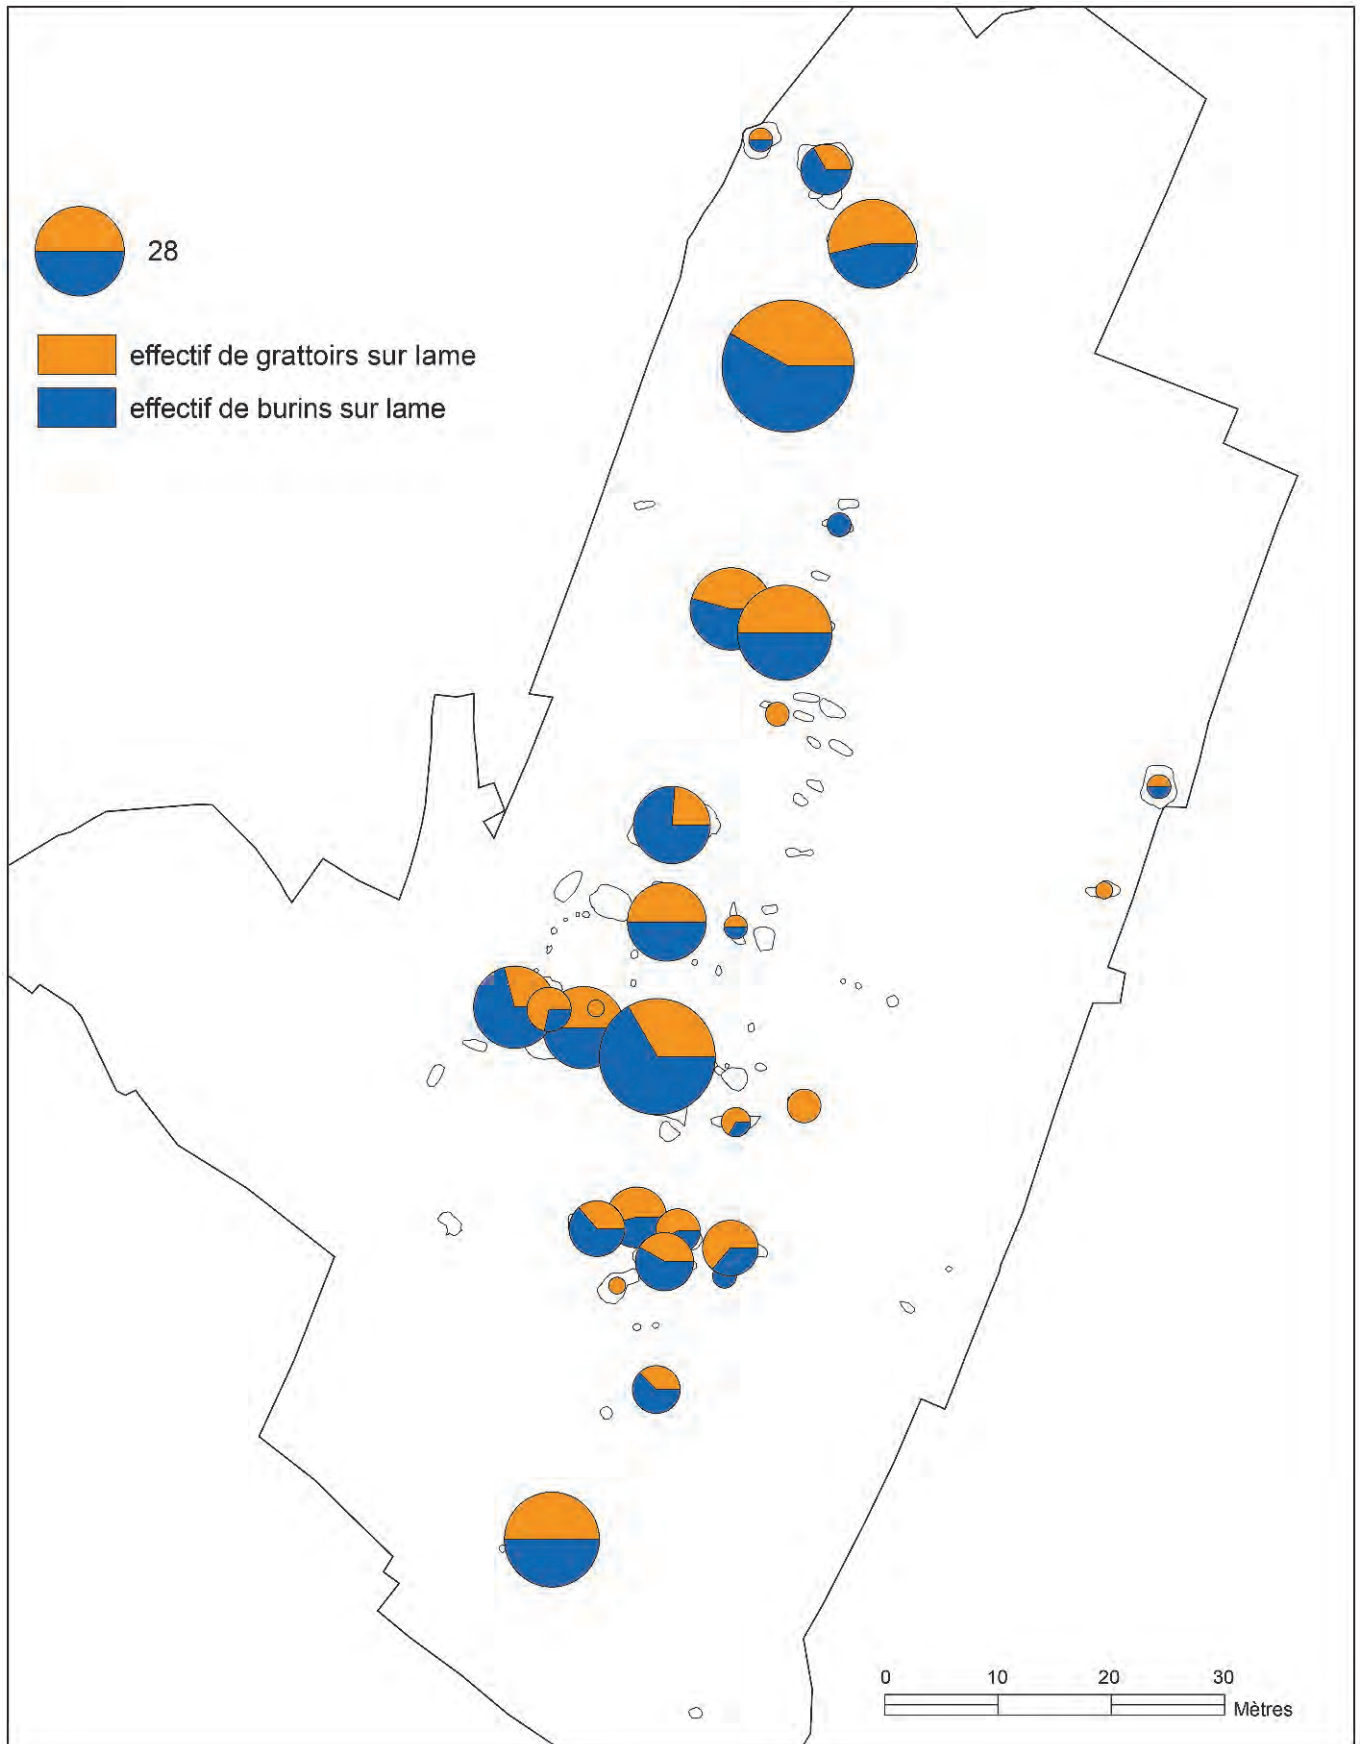 28
effectif de grattoirs sur lame
effectif de burins sur lame
0 10 20 30
Mètres